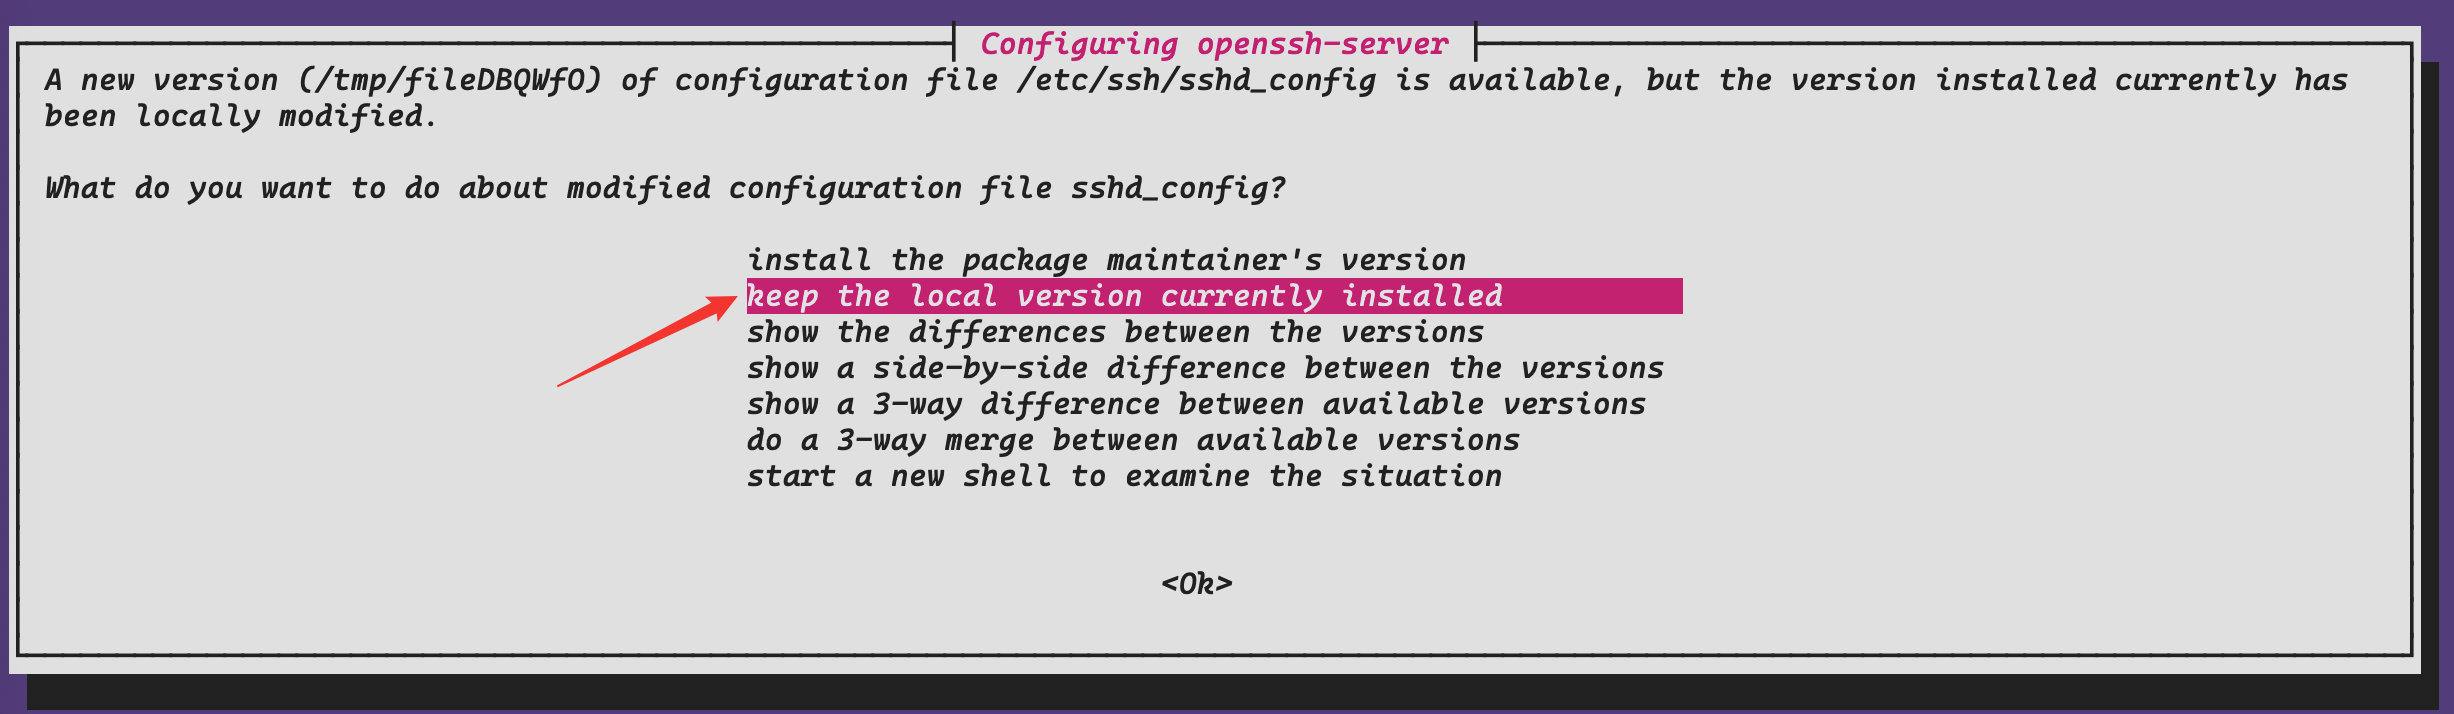 Configuring openssh-server
A new version (/tmp/fileDBQWfO) of configuration file /etc/ssh/sshd_config is available, but the version installed currently has
been locally modified.
What do you want to do about modified configuration file sshd_config?
install the package maintainer's version
keep the local version currently installed
show the differences between the versions
show a side-by-side difference between the versions
show a 3-way difference between available versions
do a 3-way merge between available versions
start a new shell to examine the situation
<Ok>